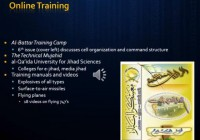 Online Training
Al-Battar Training Camp
6th issue (cover left) discusses cell organization and command structure
The Technical Mujahid
al-Qa'ida University for Jihad Sciences
Colleges for e-jihad, media jihad
Training manuals and videos
Explosives of all types
Surface-to-air missiles
Flying planes
18 videos on flying 747's